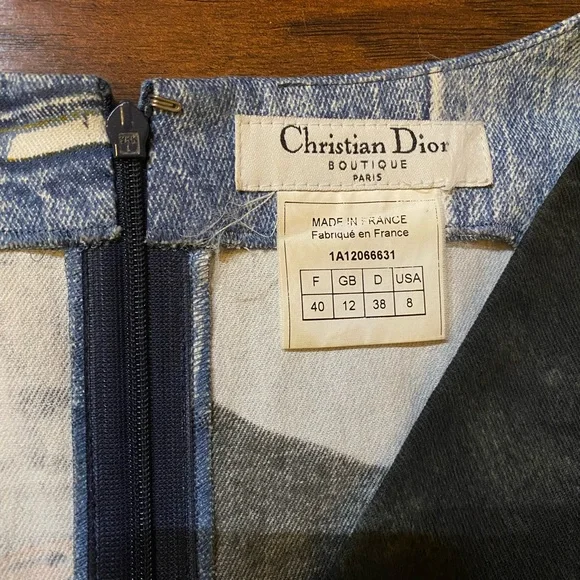 Christian Dior
BOUTIQUE
PARIS
MADE IN FRANCE
Fabriqué en France
1A12066631
F GB D USA
40 12 38 8